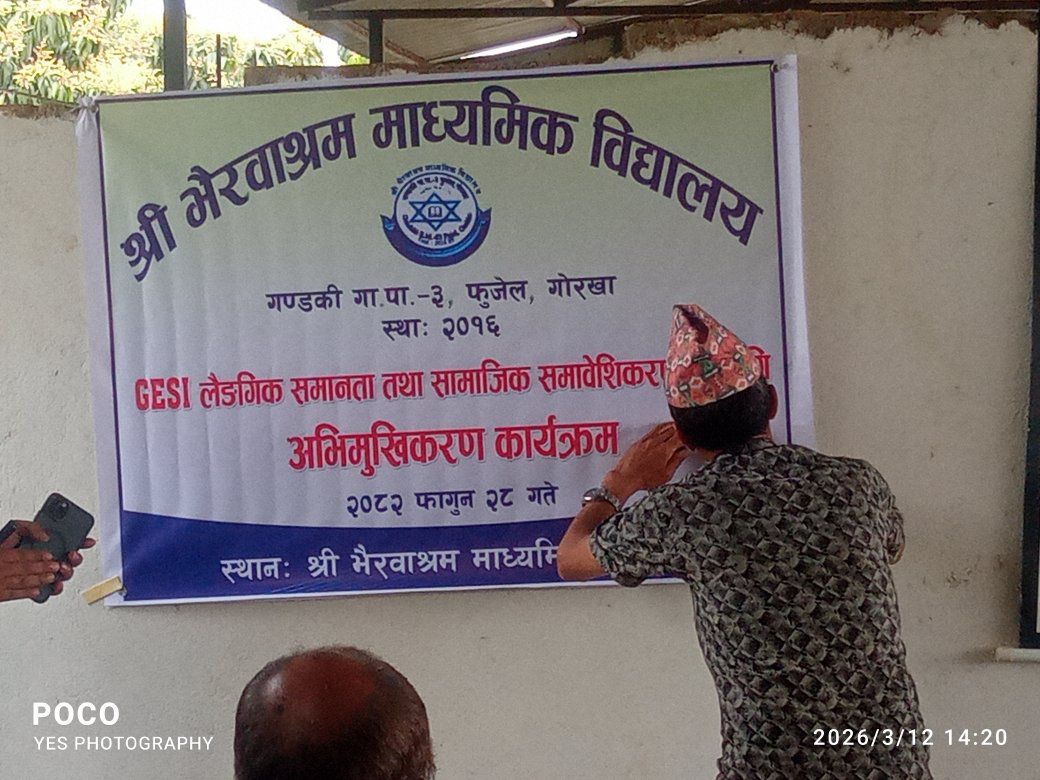 श्री भैरवाश्रम माध्यमिक विद्यालय
गण्डकी गा.पा.-३, फुजेल, गोरखा
स्था: २०१६
GESI लैङगिक समानता तथा सामाजिक समावेशिकर
अभिमुखिकरण कार्यक्रम
२०८२ फागुन २८ गते
स्थान: श्री भैरवाश्रम माध्यमि
POCO
YES PHOTOGRAPHY
2026/3/12 14:20